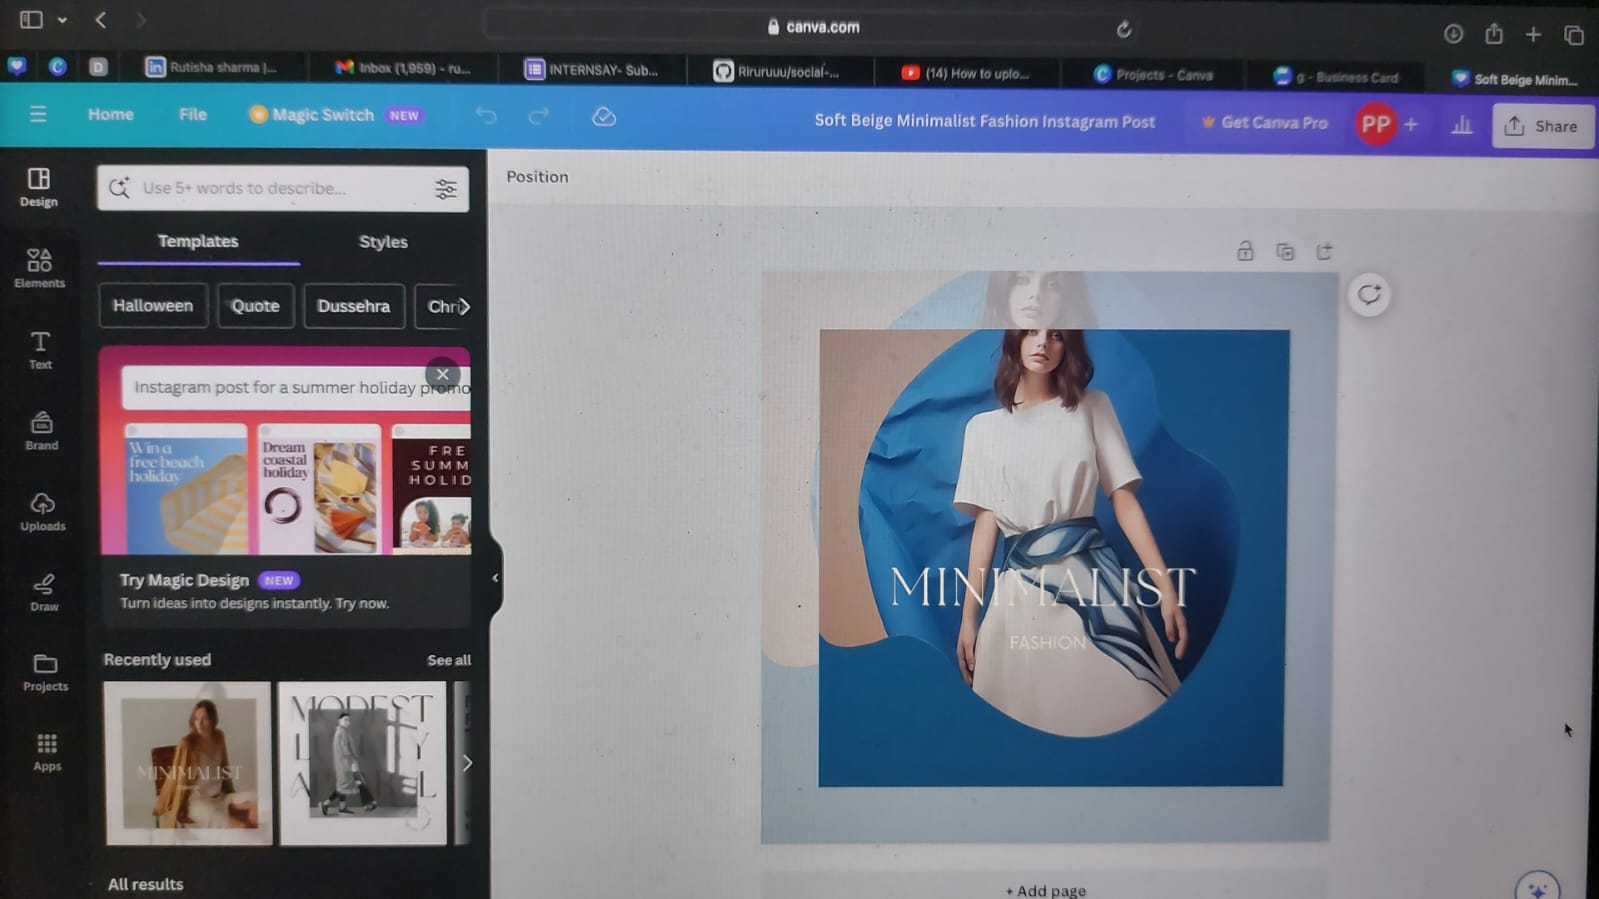 canva.com
Rutisha sharma |...
Inbox (1,959) – ru...
INTERNSAY- Sub...
Riruruuu/social-...
(14) How to uplo...
Projects - Canva
g - Business Card
Soft Beige Minim...
Home
File
Magic Switch
NEW
Soft Beige Minimalist Fashion Instagram Post
Get Canva Pro
PP
+
Share
Design
Elements
Text
Brand
Uploads
Draw
Projects
Apps
Use 5+ words to describe...
Templates
Styles
Halloween
Quote
Dussehra
Chri
Instagram post for a summer holiday promo
Win a
free beach
holiday
Dream
coastal
holiday
FRE
SUMM
HOLID
Try Magic Design NEW
Turn ideas into designs instantly. Try now.
Recently used
See all
MINIMALIST
MODEST
All results
Position
MINIMALIST
FASHION
+ Add page